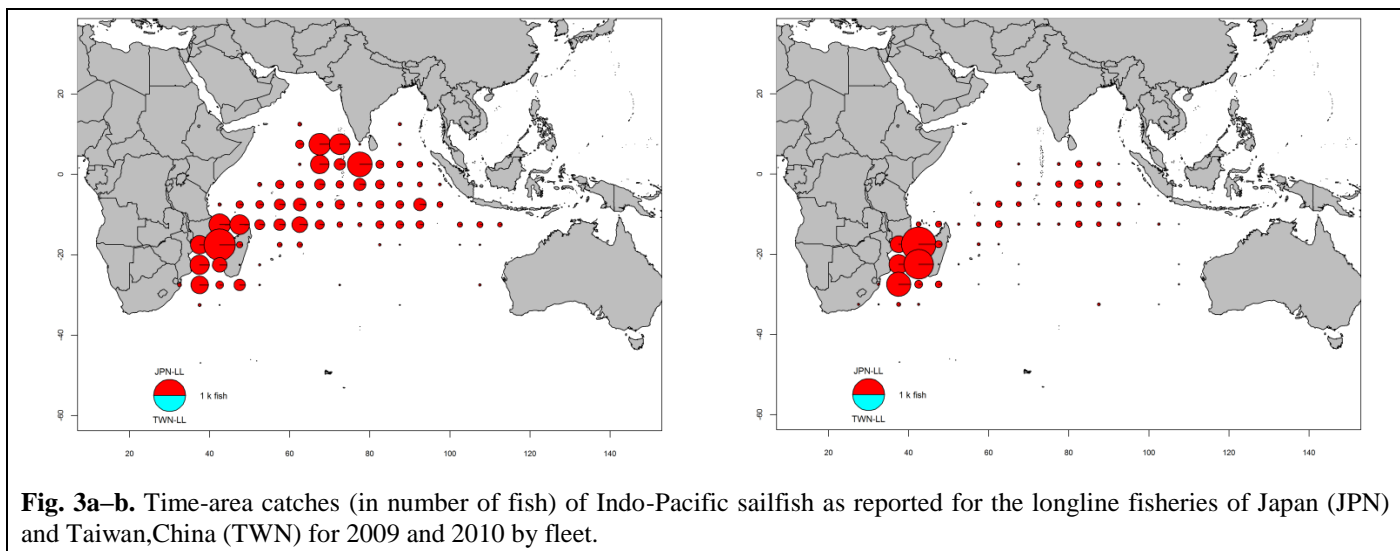 20
0
-20
-40
-60
JPN-LL
1 k fish
TWN-LL
20 40 60 80 100 120 140
20
0
-20
-40
-60
JPN-LL
1 k fish
TWN-LL
20 40 60 80 100 120 140
Fig. 3a–b. Time-area catches (in number of fish) of Indo-Pacific sailfish as reported for the longline fisheries of Japan (JPN)
and Taiwan,China (TWN) for 2009 and 2010 by fleet.